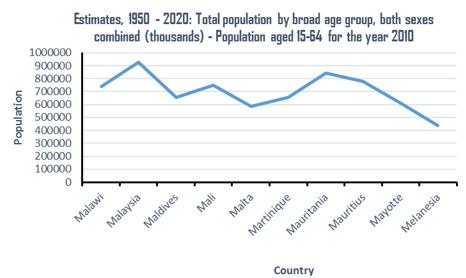 Estimates, 1950 - 2020: Total population by broad age group, both sexes
combined (thousands) - Population aged 15-64 for the year 2010
1000000
900000
800000
700000
600000
500000
400000
300000
200000
100000
0
Population
Malawi
Malaysia
Maldives
Mali
Malta
Martinique
Mauritania
Mauritius
Mayotte
Melanesia
Country